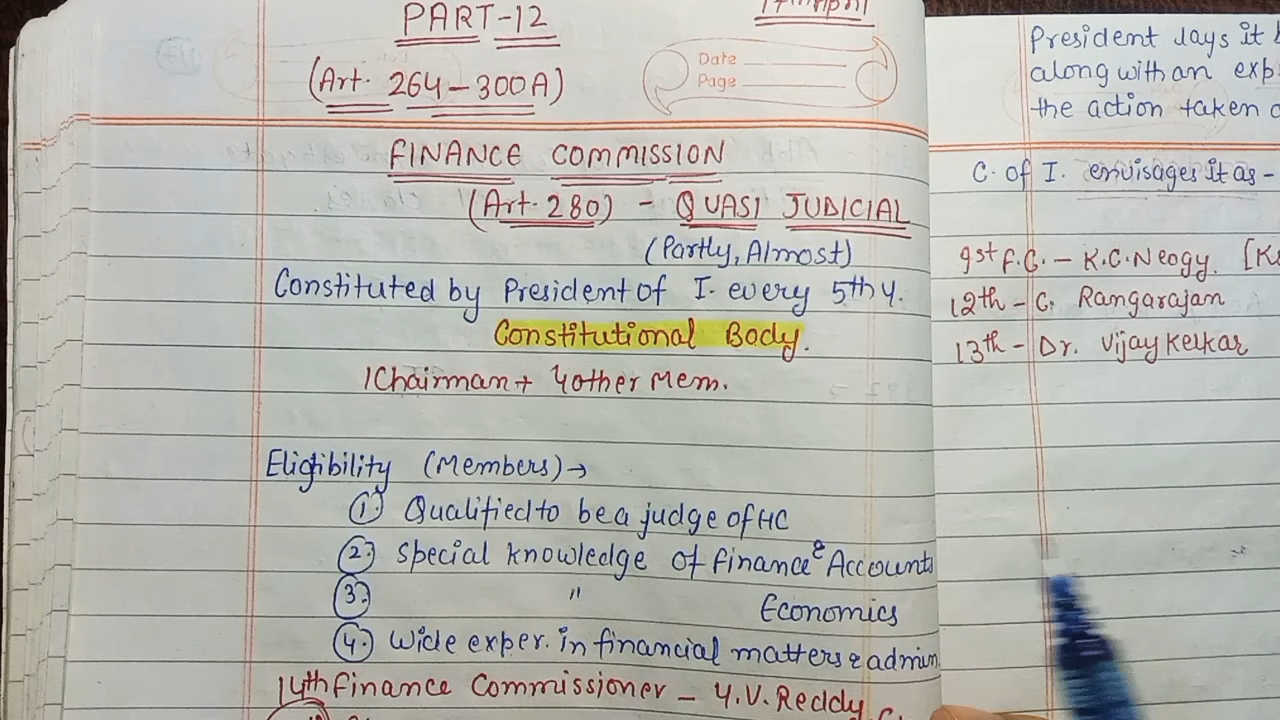 PART-12
(Art. 264-300A)
Date
Page
FINANCE COMMISSION
(Art. 280) - QUASI JUDICIAL
(Partly, Almost)
Constituted by President of I. every 5th y.
Constitutional Body.
1 Chairman + 4 other Mem.
Eligibility (Members) →
1. Qualified to be a judge of HC
2. Special knowledge of finance & Accounts
3. " Economics
4. Wide exper. in financial matters & admin
14th Finance Commissioner - Y.V. Reddy
President lays it
along with an exp
the action taken
C. of I. envisages it as -
1st F.C. - K.C. Neogy.
12th - C. Rangarajan
13th - Dr. Vijay Kelkar